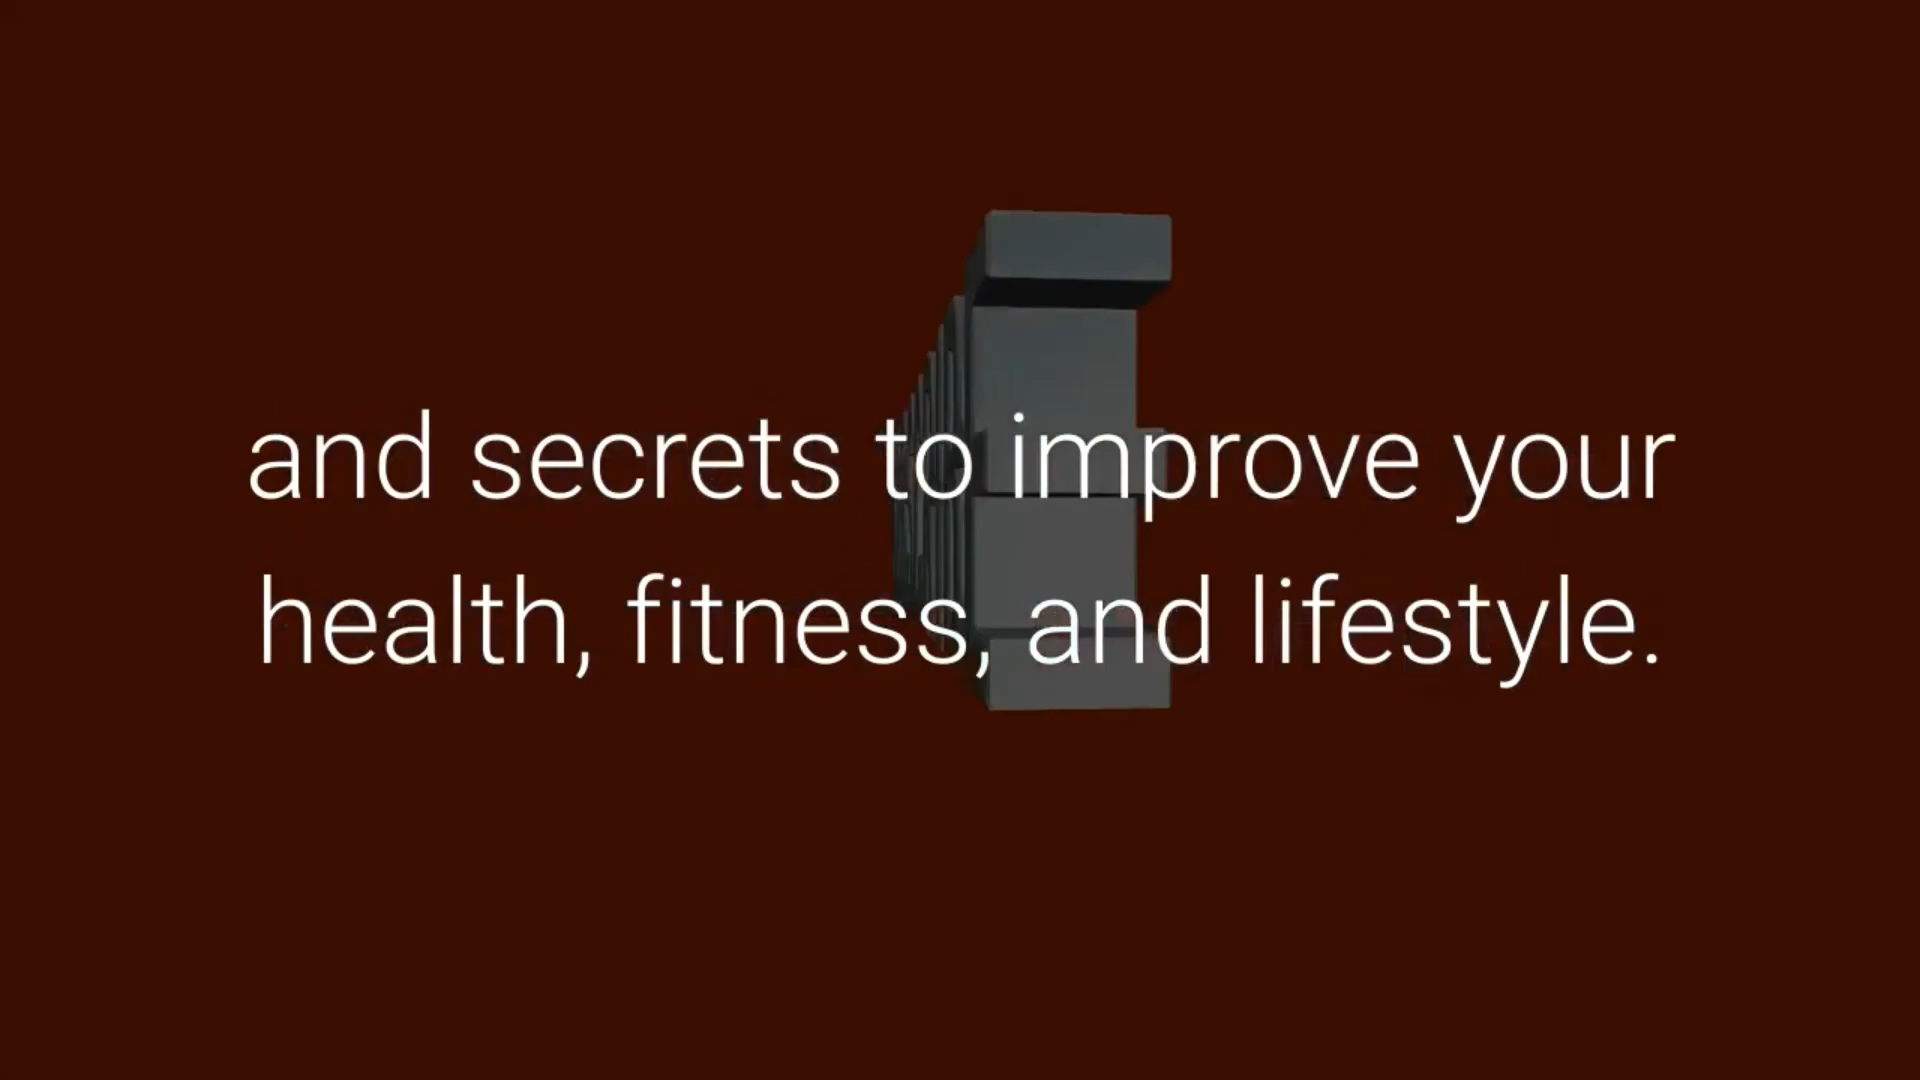 and secrets to improve your
health, fitness, and lifestyle.